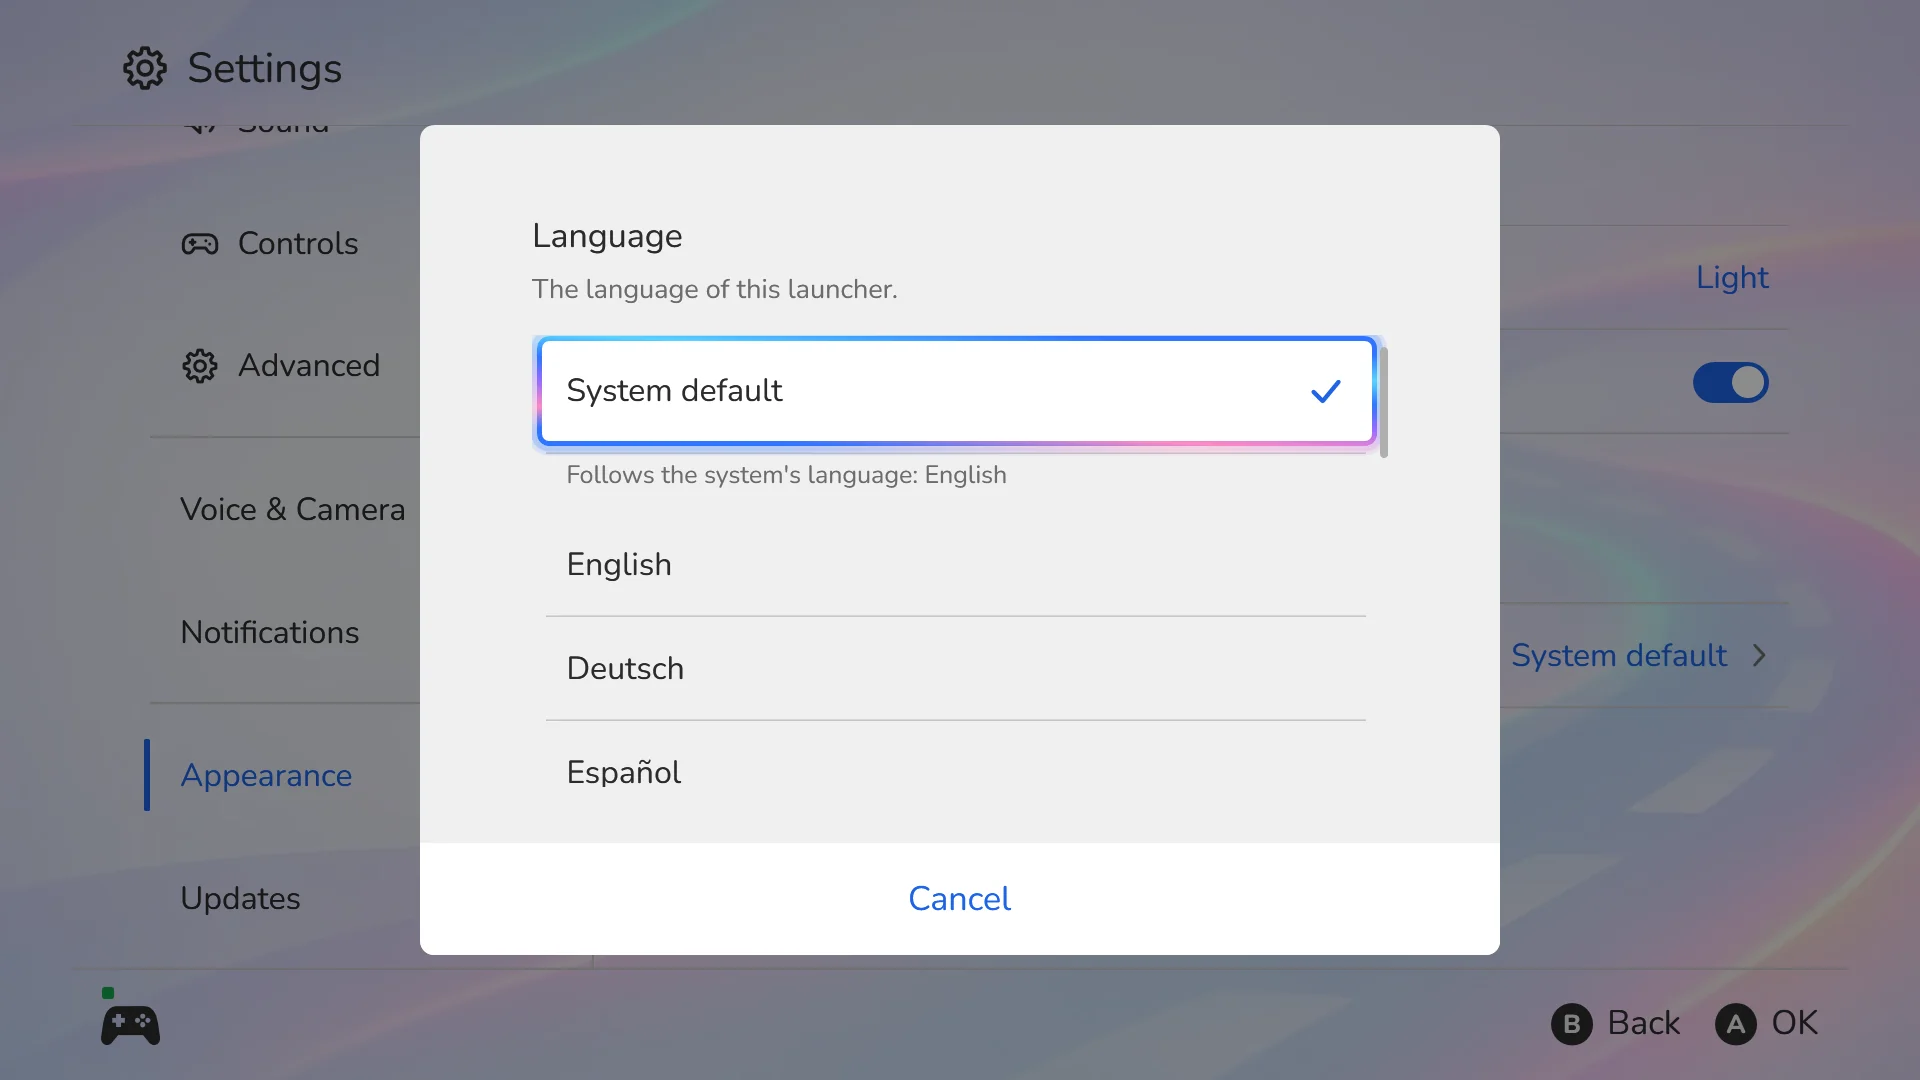 Settings
Sound
Controls
Advanced
Voice & Camera
Notifications
Appearance
Updates
Language
The language of this launcher.
System default
Follows the system's language: English
English
Deutsch
Español
Cancel
Light
System default
B Back A OK